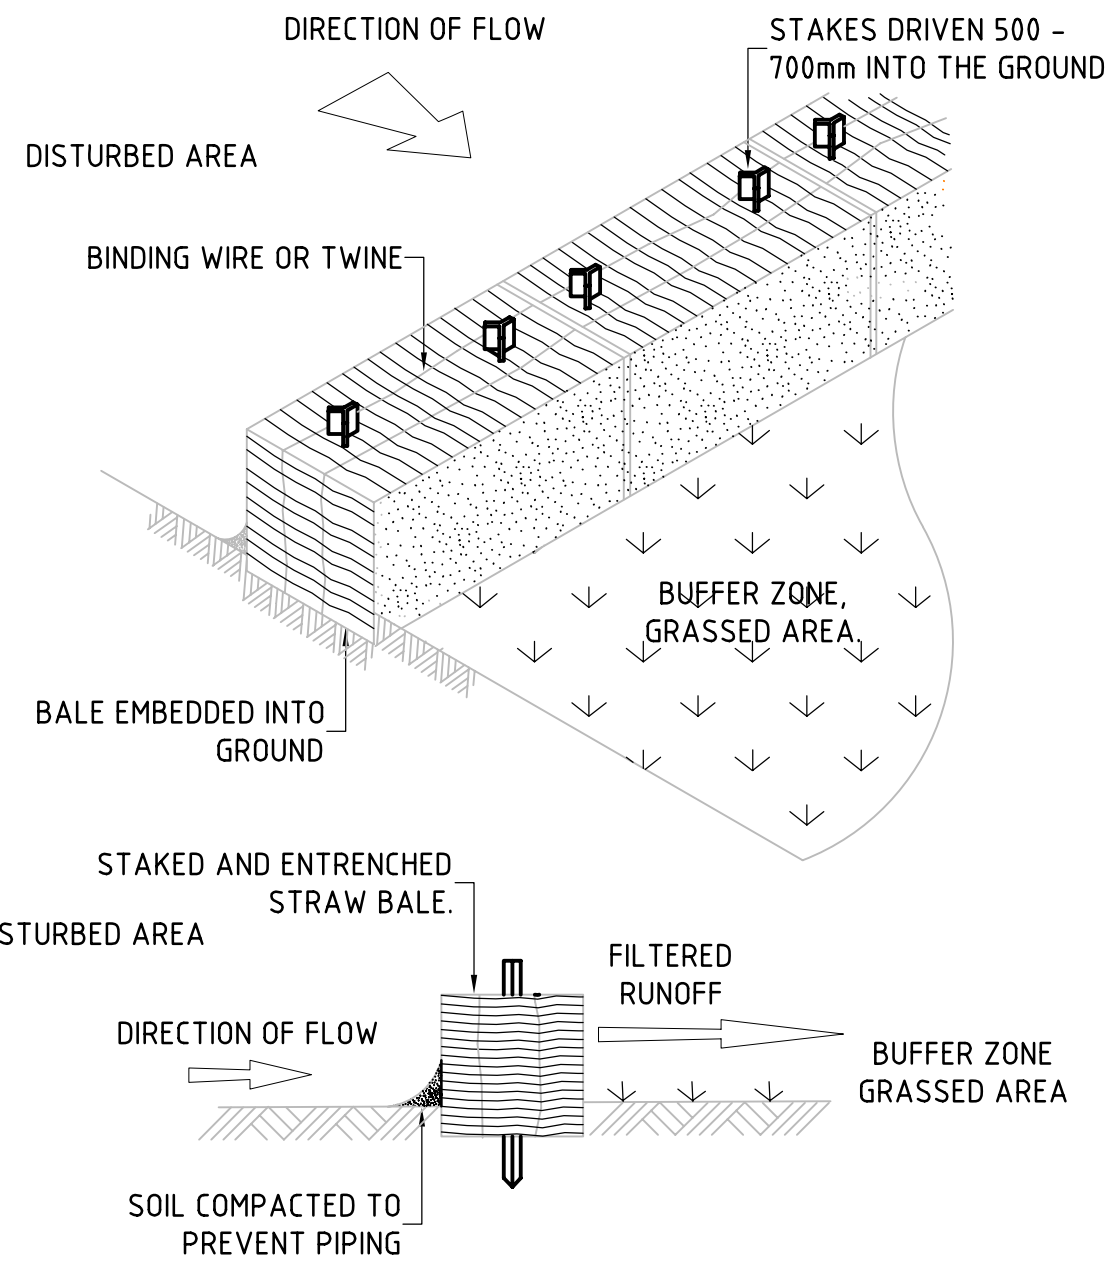 DIRECTION OF FLOW
STAKES DRIVEN 500 -
700mm INTO THE GROUND
DISTURBED AREA
BINDING WIRE OR TWINE
BUFFER ZONE,
GRASSED AREA.
BALE EMBEDDED INTO
GROUND
STAKED AND ENTRENCHED
STRAW BALE.
STURBED AREA
FILTERED
RUNOFF
DIRECTION OF FLOW
BUFFER ZONE
GRASSED AREA
SOIL COMPACTED TO
PREVENT PIPING